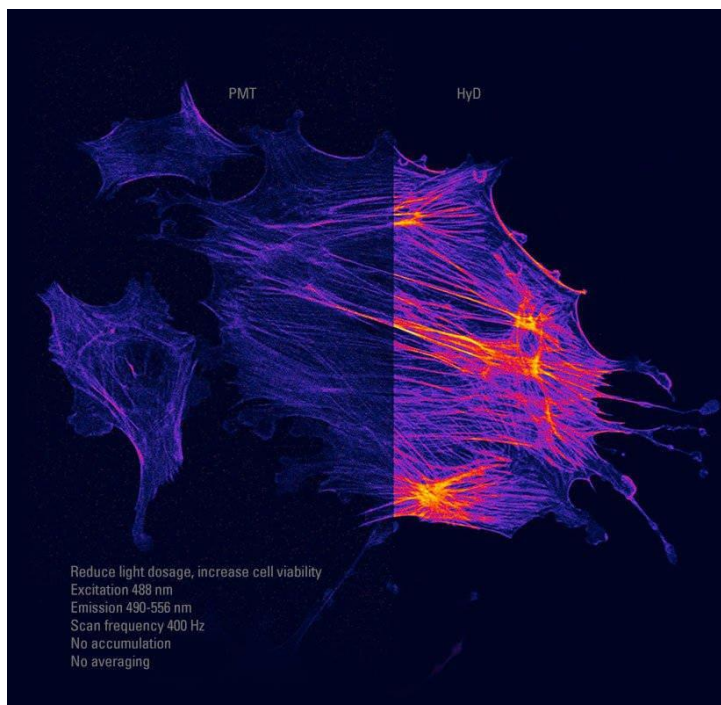 PMT
HyD
Reduce light dosage, increase cell viability
Excitation 488 nm
Emission 490-556 nm
Scan frequency 400 Hz
No accumulation
No averaging